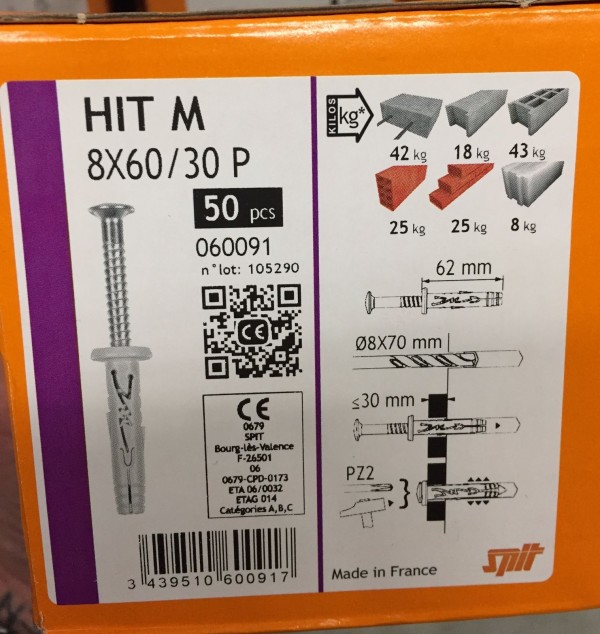 HIT M
8X60/30 P
50 pcs
060091
n°lot: 105290
CE
CE
0679
SPIT
Bourg-lès-Valence
F-26501
06
0679-CPD-0173
ETA 06/0032
ETAG 014
Catégories A,B,C
3 439510 600917
KILOS
kg*
42 kg
18 kg
43 kg
25 kg
25 kg
8 kg
62 mm
Ø8X70 mm
≤30 mm
PZ2
Made in France
spit